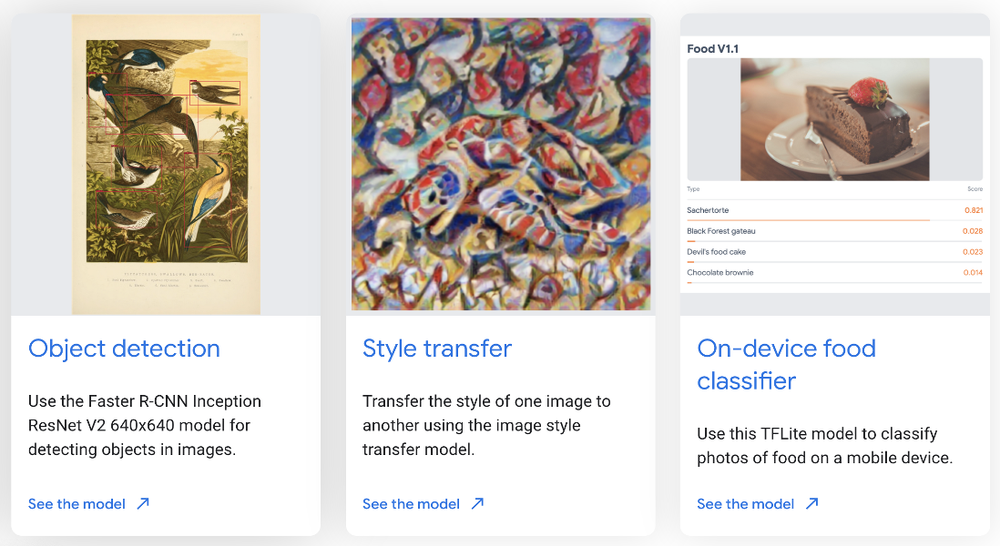 Object detection
Use the Faster R-CNN Inception
ResNet V2 640x640 model for
detecting objects in images.
See the model
Style transfer
Transfer the style of one image to
another using the image style
transfer model.
See the model
Food V1.1
Type Score
Sachertorte 0.821
Black Forest gateau 0.028
Devil's food cake 0.023
Chocolate brownie 0.014
On-device food
classifier
Use this TFLite model to classify
photos of food on a mobile device.
See the model